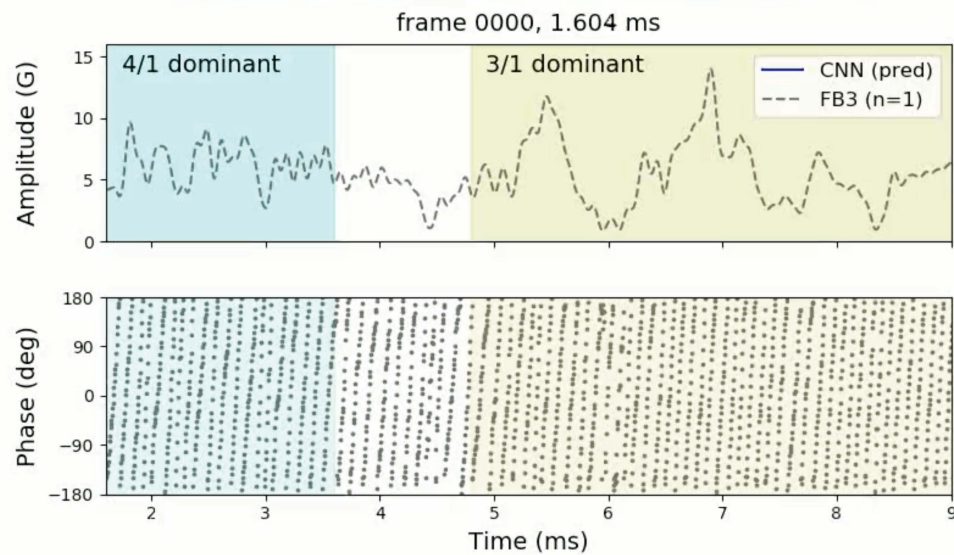 frame 0000, 1.604 ms
Amplitude (G)
15
10
5
0
4/1 dominant
3/1 dominant
CNN (pred)
FB3 (n=1)
Phase (deg)
180
90
0
−90
−180
2 3 4 5 6 7 8 9
Time (ms)